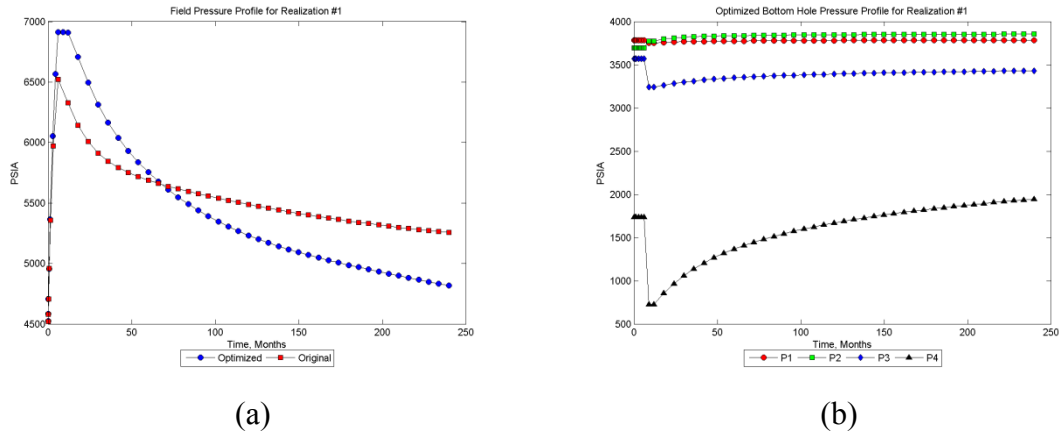 Field Pressure Profile for Realization #1
7000
6500
6000
5500
5000
4500
PSIA
0 50 100 150 200 250
Time, Months
Optimized Original
(a)
Optimized Bottom Hole Pressure Profile for Realization #1
4000
3500
3000
2500
2000
1500
1000
500
PSIA
0 50 100 150 200 250
Time, Months
P1 P2 P3 P4
(b)